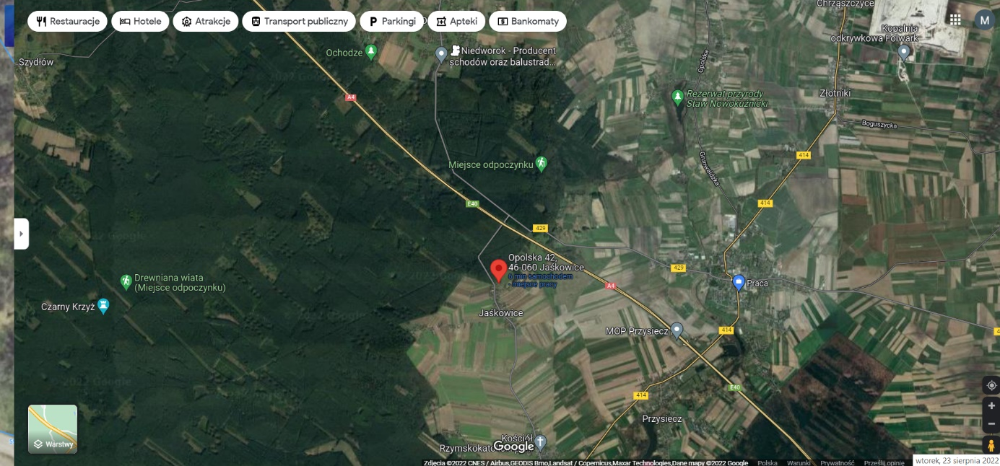 Restauracje
Hotele
Atrakcje
Transport publiczny
Parkingi
Apteki
Bankomaty
M
Chrząszczyce
Kopalnia
odkrywkowa Folwark
Szydłów
Ochodze
Niedworok - Producent
schodów oraz balustrad...
Opolska
A4
Rezerwat przyrody
Staw Nowokuźnicki
Złotniki
Boguszycka
414
Miejsce odpoczynku
Grunwaldzka
E40
414
429
Opolska 42,
46-060 Jaśkowice
6 min samochodem
- miejsce pracy
429
Drewniana wiata
(Miejsce odpoczynku)
A4
Praca
Czarny Krzyż
Jaśkowice
MOP Przysiecz
414
E40
414
Przysiecz
Warstwy
Kościół
Google
Zdjęcia ©2022 CNES / Airbus,GEODIS Brno,Landsat / Copernicus,Maxar Technologies,Dane mapy ©2022 Google
Polska
Warunki
Prywatność
Prześlij opinię
wtorek, 23 sierpnia 2022